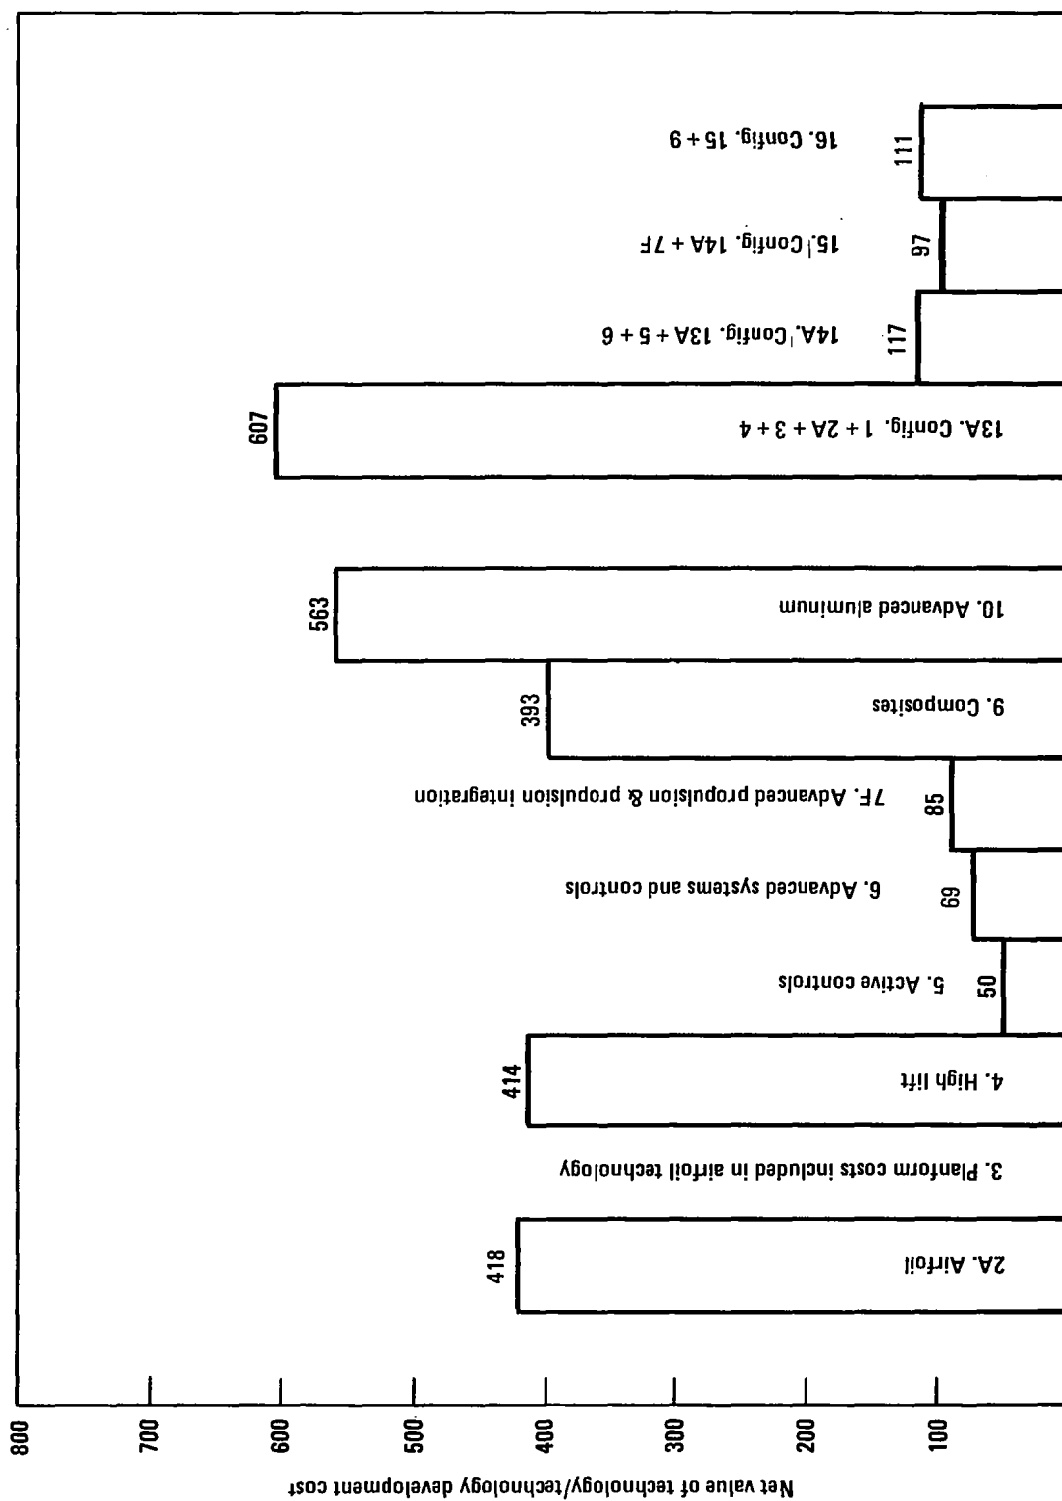 Net value of technology/technology development cost
800
700
600
500
400
300
200
100
418
2A. Airfoil
3. Planform costs included in airfoil technology
414
4. High lift
50
5. Active controls
69
6. Advanced systems and controls
85
7F. Advanced propulsion & propulsion integration
393
9. Composites
563
10. Advanced aluminum
607
13A. Config. 1 + 2A + 3 + 4
117
14A. Config. 13A + 5 + 6
97
15. Config. 14A + 7F
111
16. Config. 15 + 9